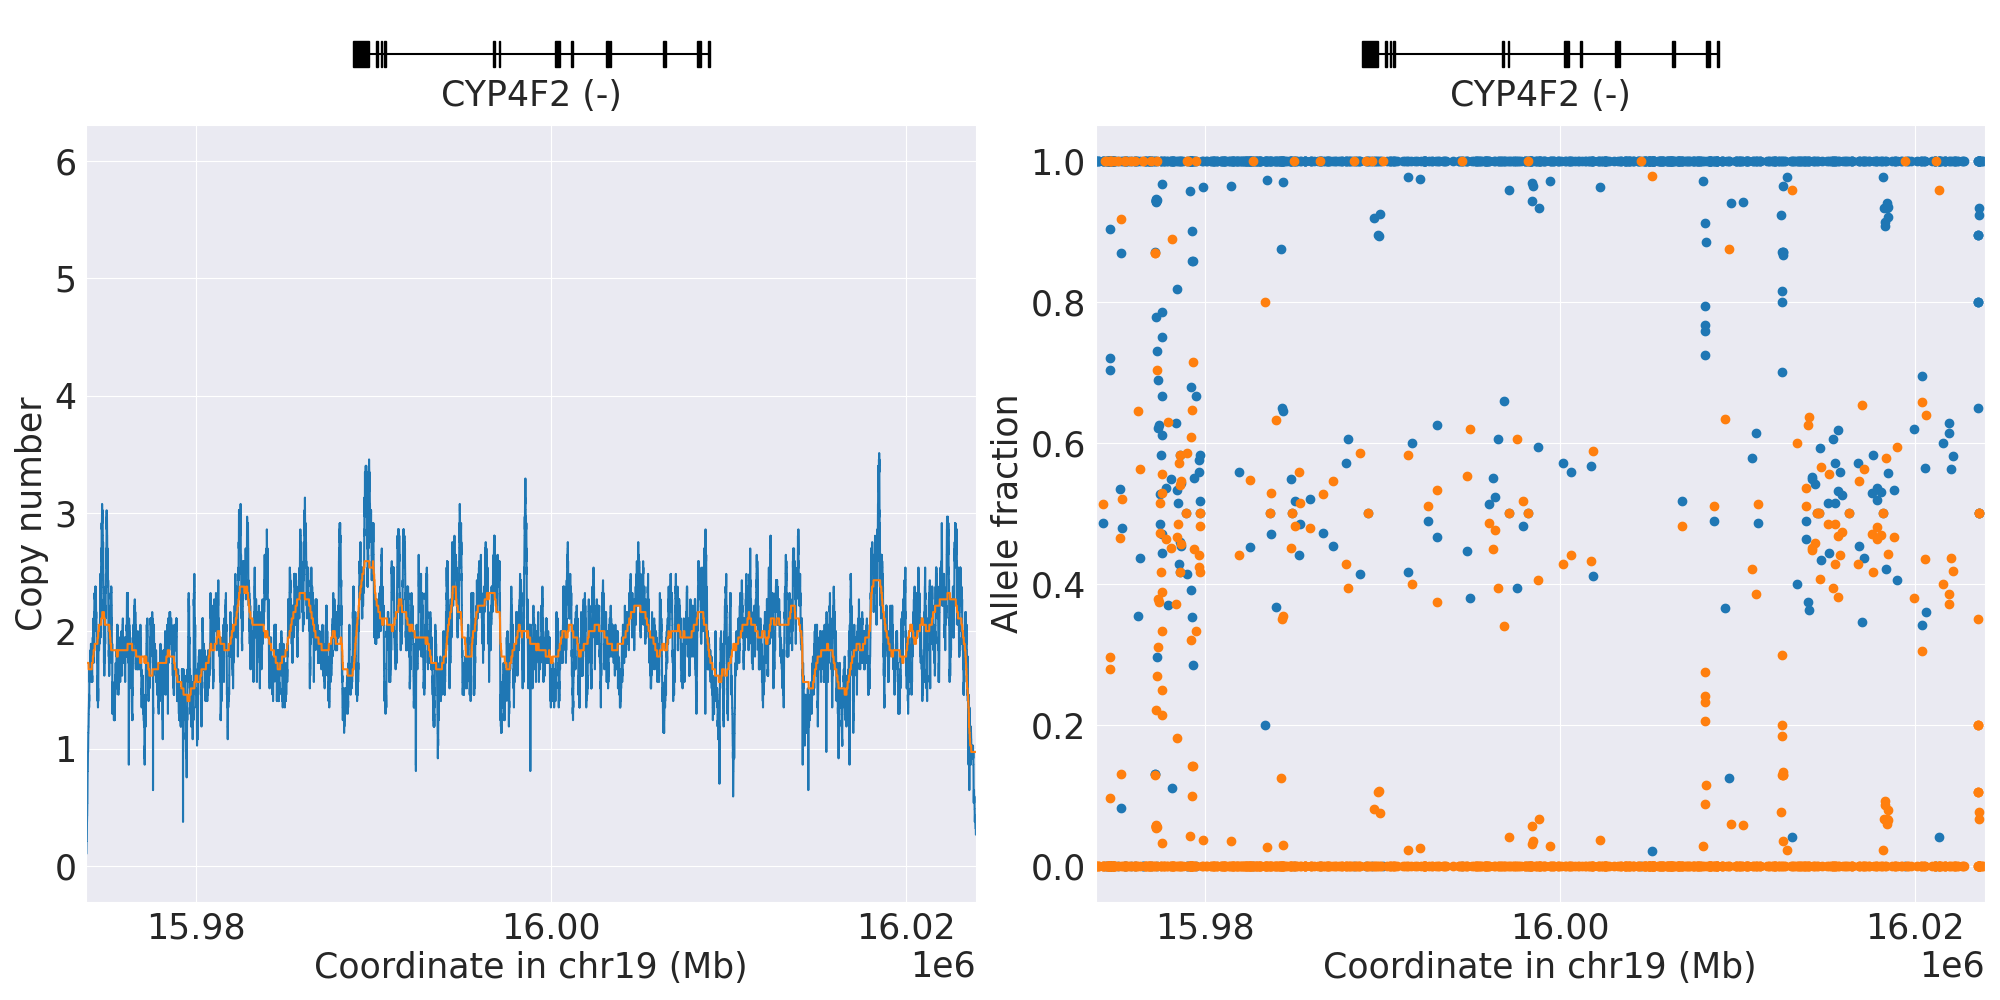 CYP4F2 (-)
6
5
4
3
2
1
0
Copy number
15.98
16.00
16.02
Coordinate in chr19 (Mb)
1e6
CYP4F2 (-)
1.0
0.8
0.6
0.4
0.2
0.0
Allele fraction
15.98
16.00
16.02
Coordinate in chr19 (Mb)
1e6